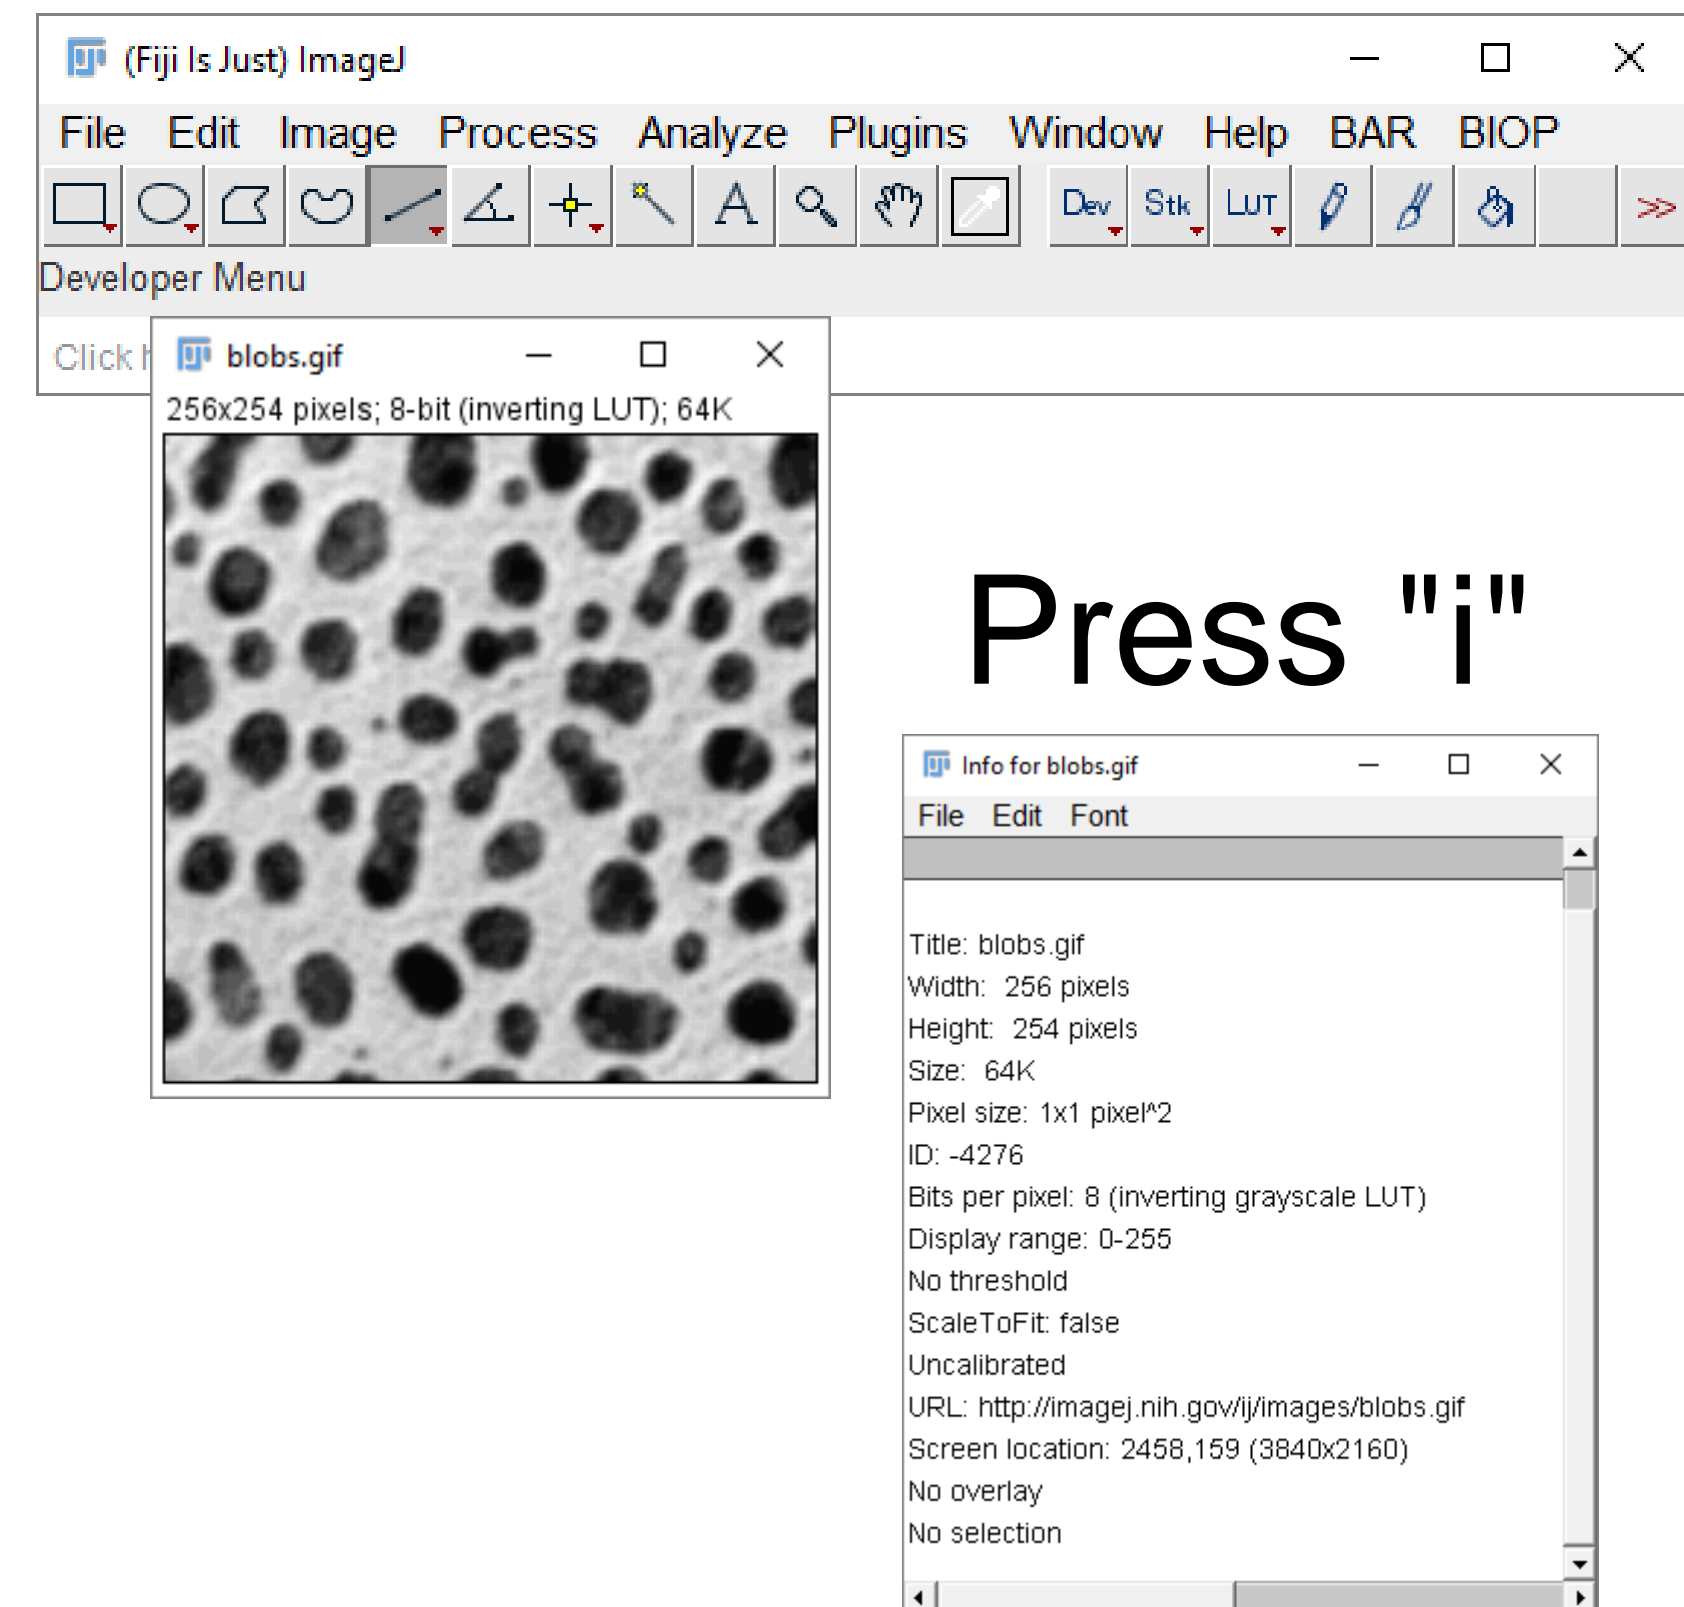 (Fiji Is Just) ImageJ
File Edit Image Process Analyze Plugins Window Help BAR BIOP
A Dev Stk LUT >>
Developer Menu
Click
blobs.gif
256x254 pixels; 8-bit (inverting LUT); 64K
Press "i"
Info for blobs.gif
File Edit Font
Title: blobs.gif
Width: 256 pixels
Height: 254 pixels
Size: 64K
Pixel size: 1x1 pixel^2
ID: -4276
Bits per pixel: 8 (inverting grayscale LUT)
Display range: 0-255
No threshold
ScaleToFit: false
Uncalibrated
URL: http://imagej.nih.gov/ij/images/blobs.gif
Screen location: 2458,159 (3840x2160)
No overlay
No selection